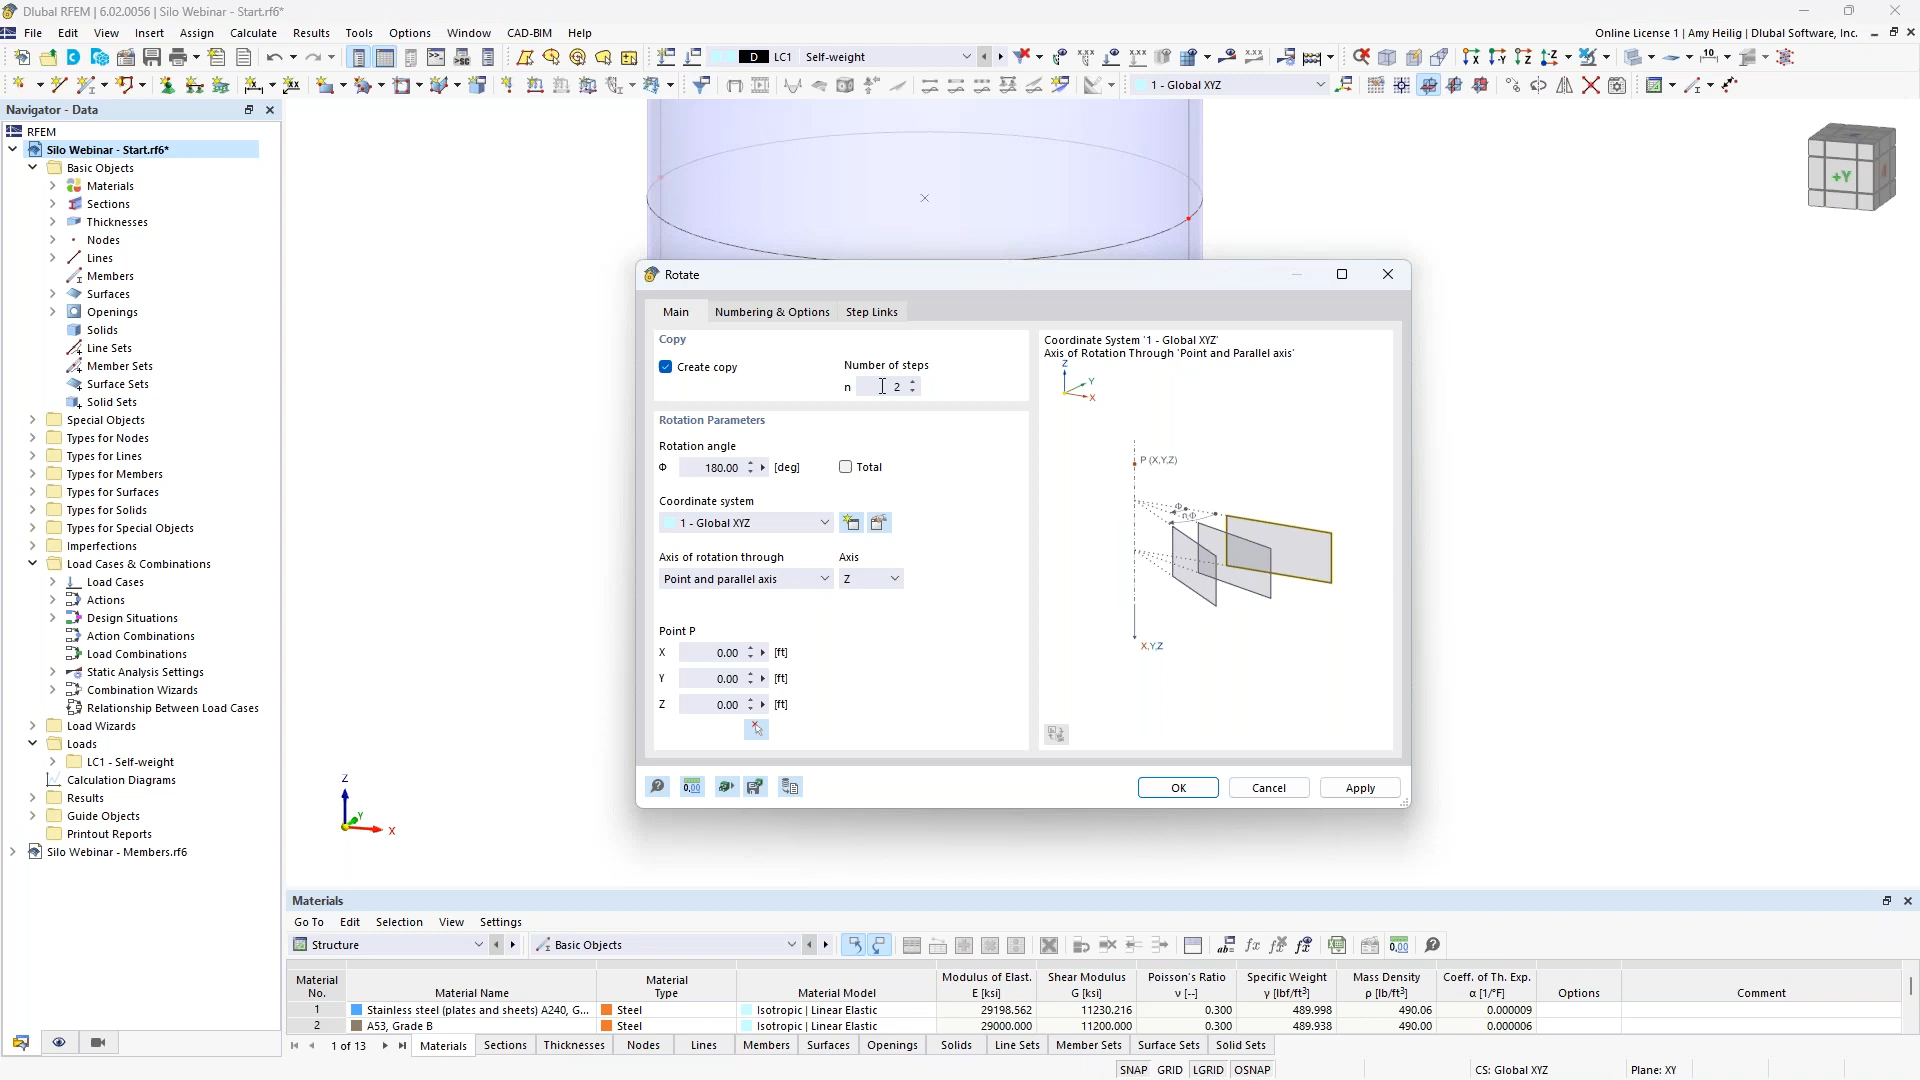 Dlubal RFEM | 6.02.0056 | Silo Webinar - Start.rf6*
File Edit View Insert Assign Calculate Results Tools Options Window CAD-BIM Help
Online License 1 | Amy Heilig | Dlubal Software, Inc.
D LC1 Self-weight
1 - Global XYZ
Navigator - Data
RFEM
Silo Webinar - Start.rf6*
Basic Objects
Materials
Sections
Thicknesses
Nodes
Lines
Members
Surfaces
Openings
Solids
Line Sets
Member Sets
Surface Sets
Solid Sets
Special Objects
Types for Nodes
Types for Lines
Types for Members
Types for Surfaces
Types for Solids
Types for Special Objects
Imperfections
Load Cases & Combinations
Load Cases
Actions
Design Situations
Action Combinations
Load Combinations
Static Analysis Settings
Combination Wizards
Relationship Between Load Cases
Load Wizards
Loads
LC1 - Self-weight
Calculation Diagrams
Results
Guide Objects
Printout Reports
Silo Webinar - Members.rf6
+Y
Z
Y
X
Rotate
Main Numbering & Options Step Links
Copy
Create copy
Number of steps
n 2
Rotation Parameters
Rotation angle
Φ 180.00 [deg] Total
Coordinate system
1 - Global XYZ
Axis of rotation through Axis
Point and parallel axis Z
Point P
X 0.00 [ft]
Y 0.00 [ft]
Z 0.00 [ft]
Coordinate System '1 - Global XYZ'
Axis of Rotation Through 'Point and Parallel axis'
Z
Y
X
P (X,Y,Z)
Φ
n.Φ
X,Y,Z
0,00
OK Cancel Apply
Materials
Go To Edit Selection View Settings
Structure Basic Objects
Material No. Material Name Material Type Material Model Modulus of Elast. E [ksi] Shear Modulus G [ksi] Poisson's Ratio ν [--] Specific Weight γ [lbf/ft³] Mass Density ρ [lb/ft³] Coeff. of Th. Exp. α [1/°F] Options Comment
1 Stainless steel (plates and sheets) A240, G... Steel Isotropic | Linear Elastic 29198.562 11230.216 0.300 489.998 490.06 0.000009
2 A53, Grade B Steel Isotropic | Linear Elastic 29000.000 11200.000 0.300 489.938 490.00 0.000006
1 of 13 Materials Sections Thicknesses Nodes Lines Members Surfaces Openings Solids Line Sets Member Sets Surface Sets Solid Sets
SNAP GRID LGRID OSNAP CS: Global XYZ Plane: XY